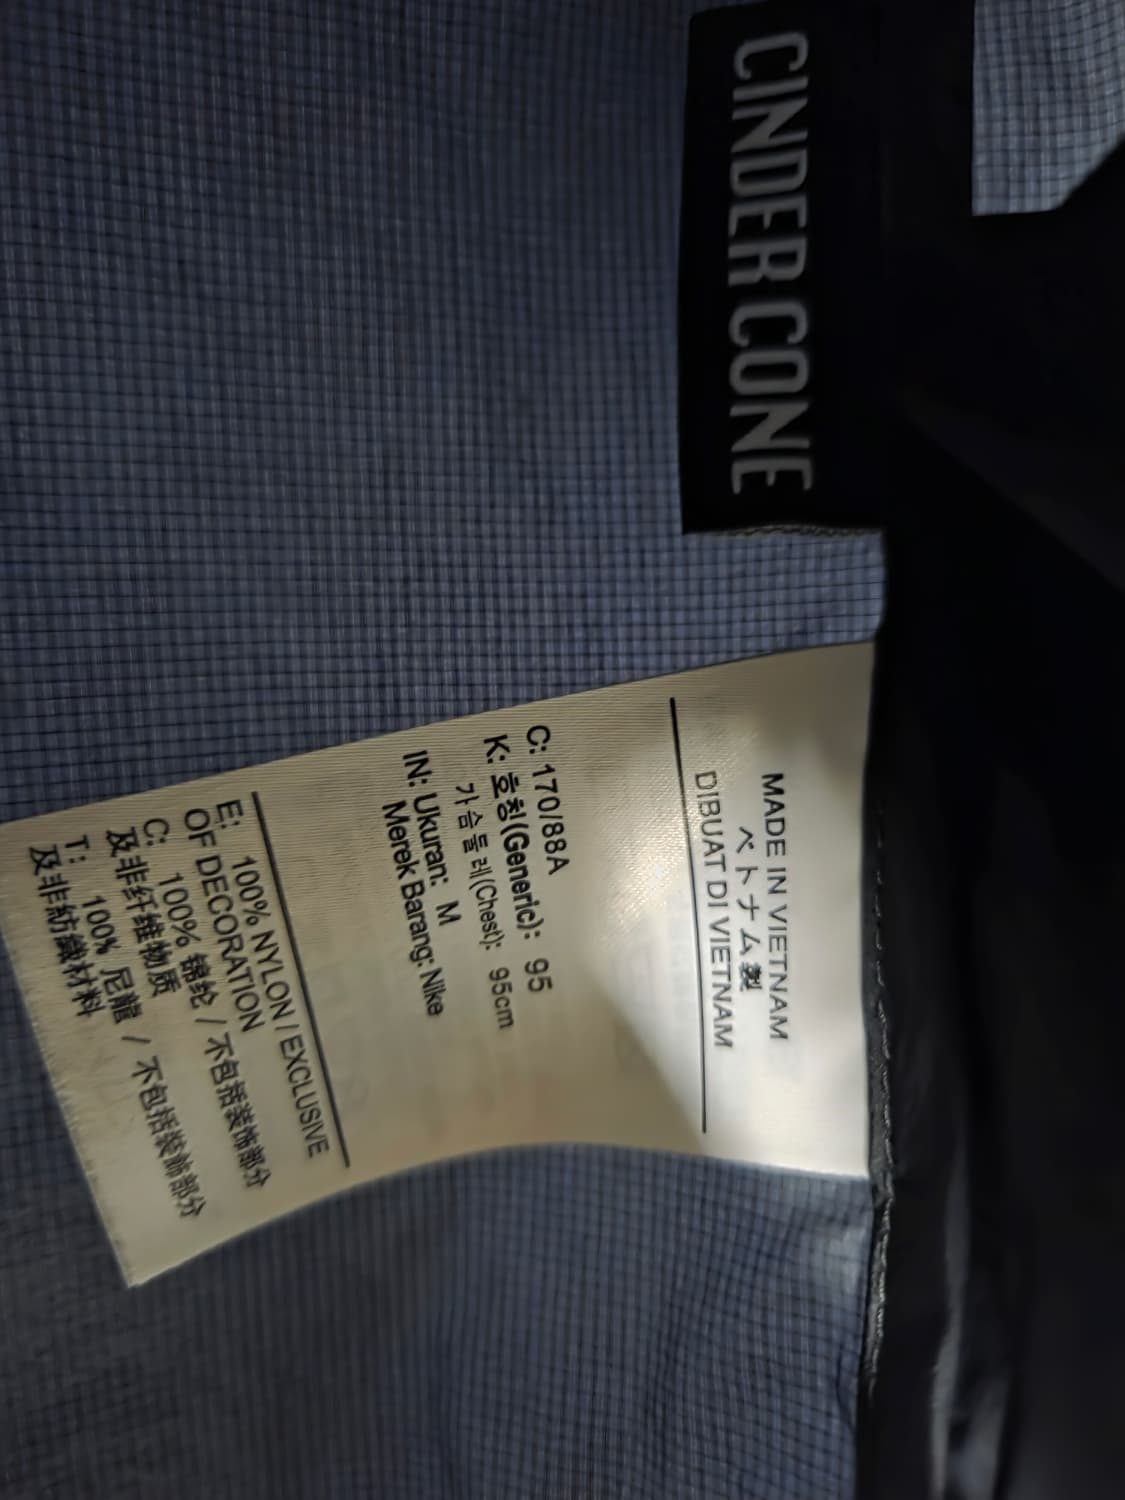 CINDER CONE
MADE IN VIETNAM
ベトナム製
DIBUAT DI VIETNAM
C: 170/88A
K: 호칭(Generic): 95
가슴둘레(Chest): 95cm
IN: Ukuran: M
Merek Barang: Nike
E: 100% NYLON / EXCLUSIVE
OF DECORATION
C: 100% 锦纶 / 不包括装饰部分
及非纤维物质
T: 100% 尼龍 / 不包括裝飾部分
及非紡織材料